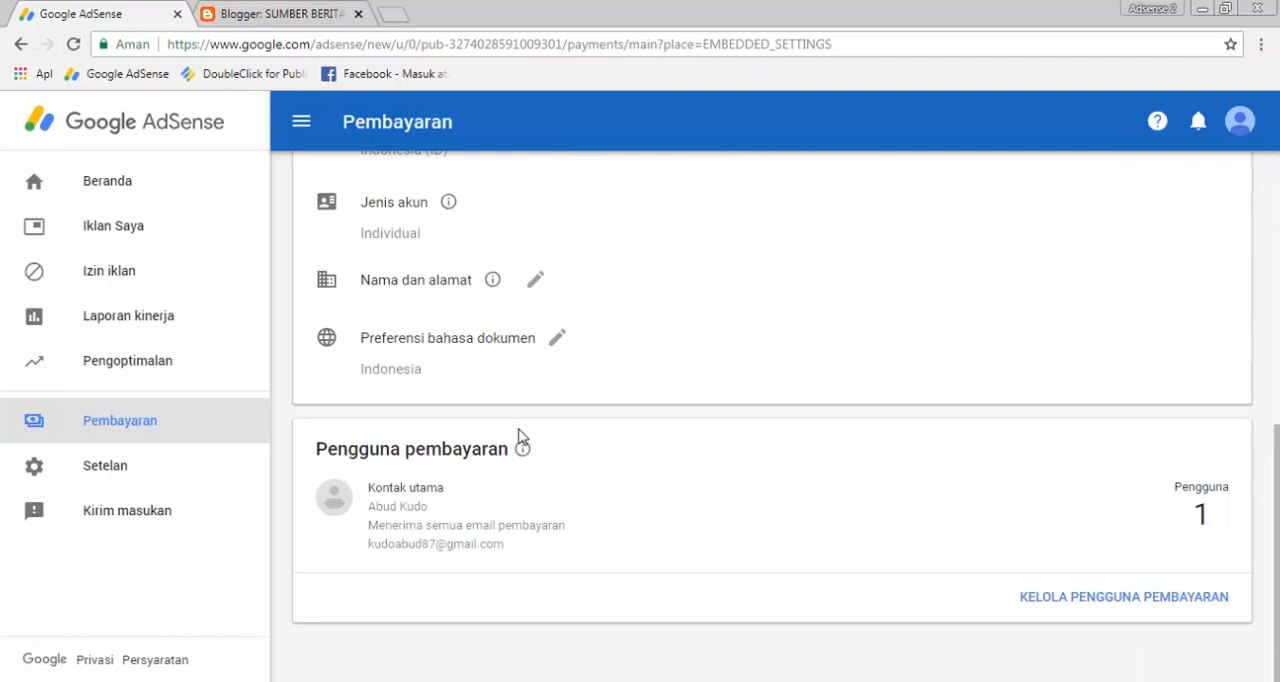 Google AdSense
Blogger: SUMBER BERITA
Adsense 2
Aman
https://www.google.com/adsense/new/u/0/pub-3274028591009301/payments/main?place=EMBEDDED_SETTINGS
Apl
Google AdSense
DoubleClick for Publi
Facebook - Masuk at
Google AdSense
Pembayaran
Beranda
Iklan Saya
Izin iklan
Laporan kinerja
Pengoptimalan
Pembayaran
Setelan
Kirim masukan
Google Privasi Persyaratan
Indonesia (ID)
Jenis akun
Individual
Nama dan alamat
Preferensi bahasa dokumen
Indonesia
Pengguna pembayaran
Kontak utama
Abud Kudo
Menerima semua email pembayaran
kudoabud87@gmail.com
Pengguna
1
KELOLA PENGGUNA PEMBAYARAN